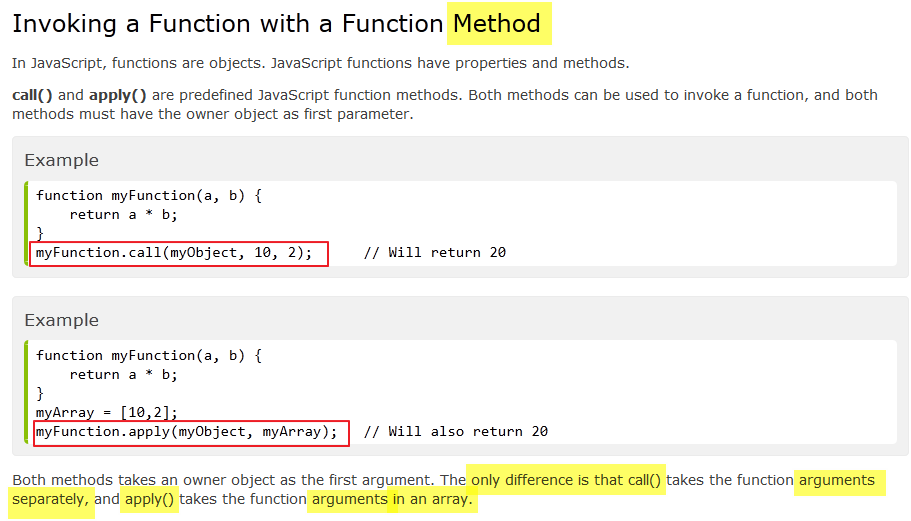 Invoking a Function with a Function Method
In JavaScript, functions are objects. JavaScript functions have properties and methods.
call() and apply() are predefined JavaScript function methods. Both methods can be used to invoke a function, and both
methods must have the owner object as first parameter.
Example
function myFunction(a, b) {
    return a * b;
}
myFunction.call(myObject, 10, 2);      // Will return 20
Example
function myFunction(a, b) {
    return a * b;
}
myArray = [10,2];
myFunction.apply(myObject, myArray);   // Will also return 20
Both methods takes an owner object as the first argument. The only difference is that call() takes the function arguments
separately, and apply() takes the function arguments in an array.